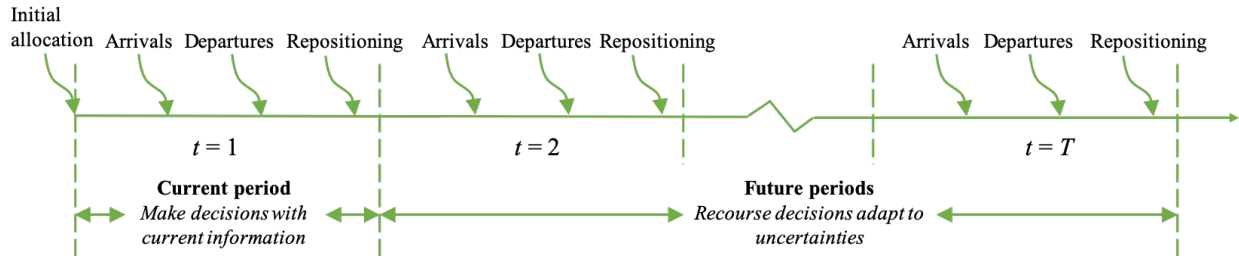 Initial
allocation Arrivals Departures Repositioning Arrivals Departures Repositioning Arrivals Departures Repositioning
t = 1 t = 2 t = T
Current period Future periods
Make decisions with Recourse decisions adapt to
current information uncertainties